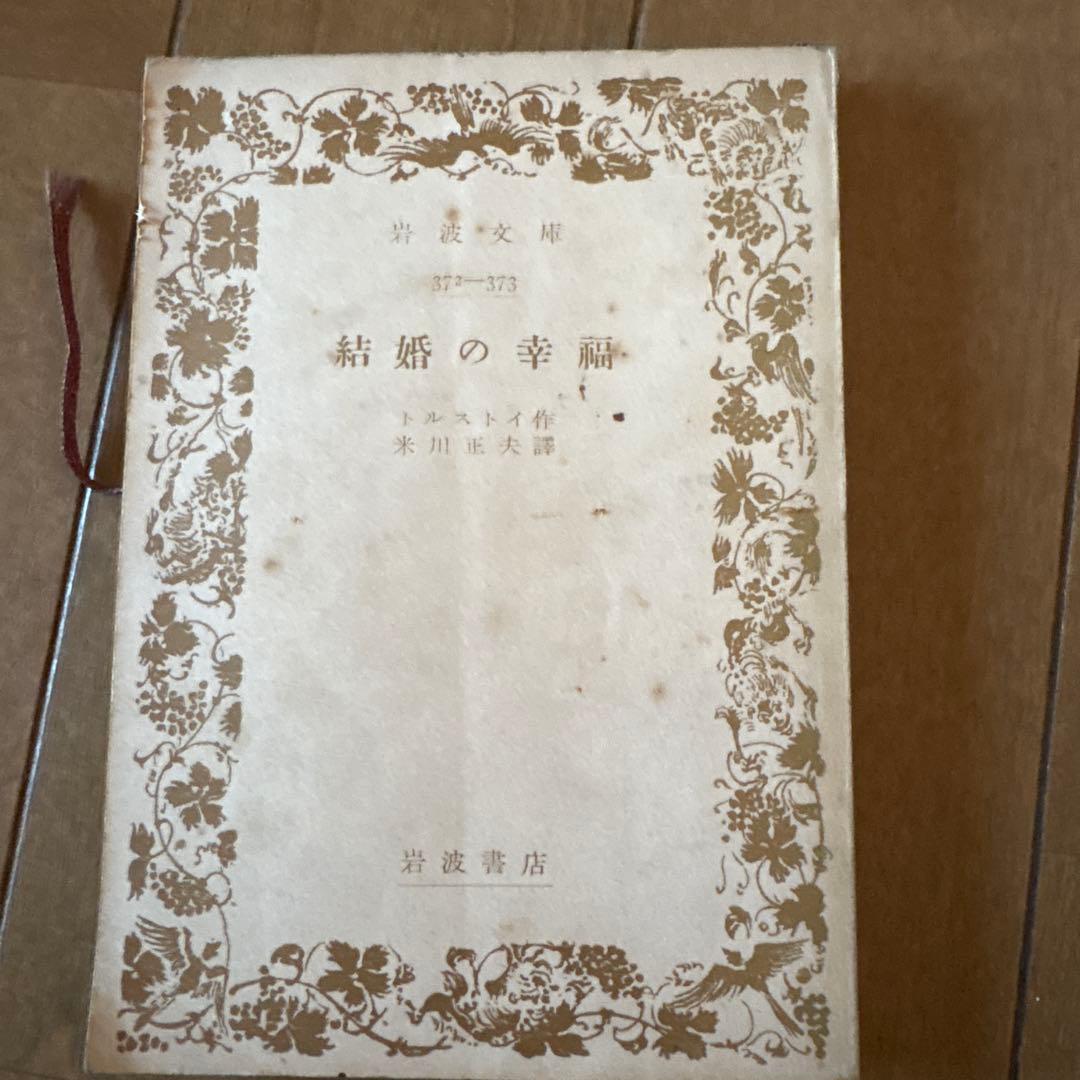 岩波文庫
372—373
結婚の幸福
トルストイ作
米川正夫譯
岩波書店